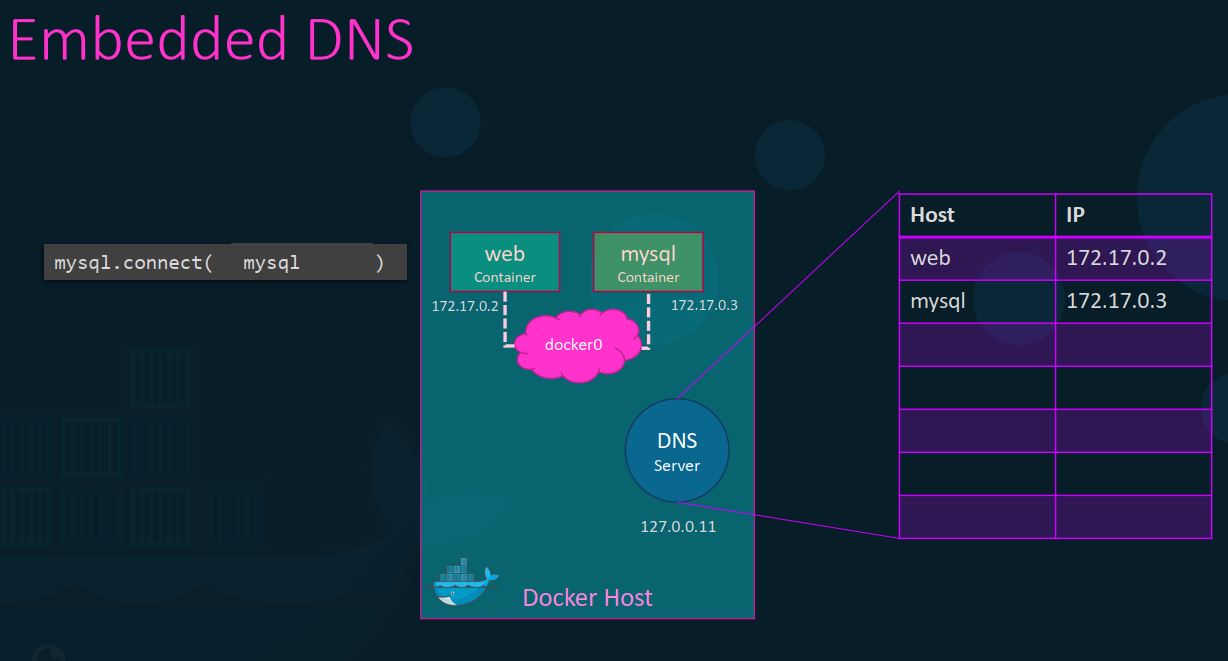 Embedded DNS
mysql.connect( mysql )
web
Container
172.17.0.2
mysql
Container
172.17.0.3
docker0
DNS
Server
127.0.0.11
Docker Host
Host IP
web 172.17.0.2
mysql 172.17.0.3